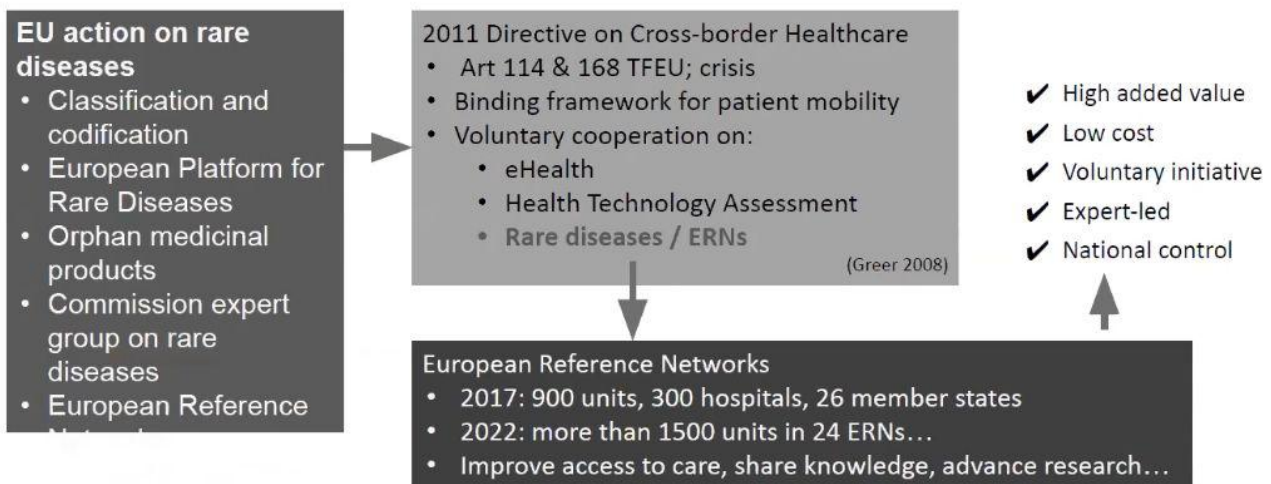 EU action on rare
diseases
• Classification and
codification
• European Platform for
Rare Diseases
• Orphan medicinal
products
• Commission expert
group on rare
diseases
• European Reference
2011 Directive on Cross-border Healthcare
• Art 114 & 168 TFEU; crisis
• Binding framework for patient mobility
• Voluntary cooperation on:
• eHealth
• Health Technology Assessment
• Rare diseases / ERNs
(Greer 2008)
European Reference Networks
• 2017: 900 units, 300 hospitals, 26 member states
• 2022: more than 1500 units in 24 ERNs…
• Improve access to care, share knowledge, advance research…
✔ High added value
✔ Low cost
✔ Voluntary initiative
✔ Expert-led
✔ National control